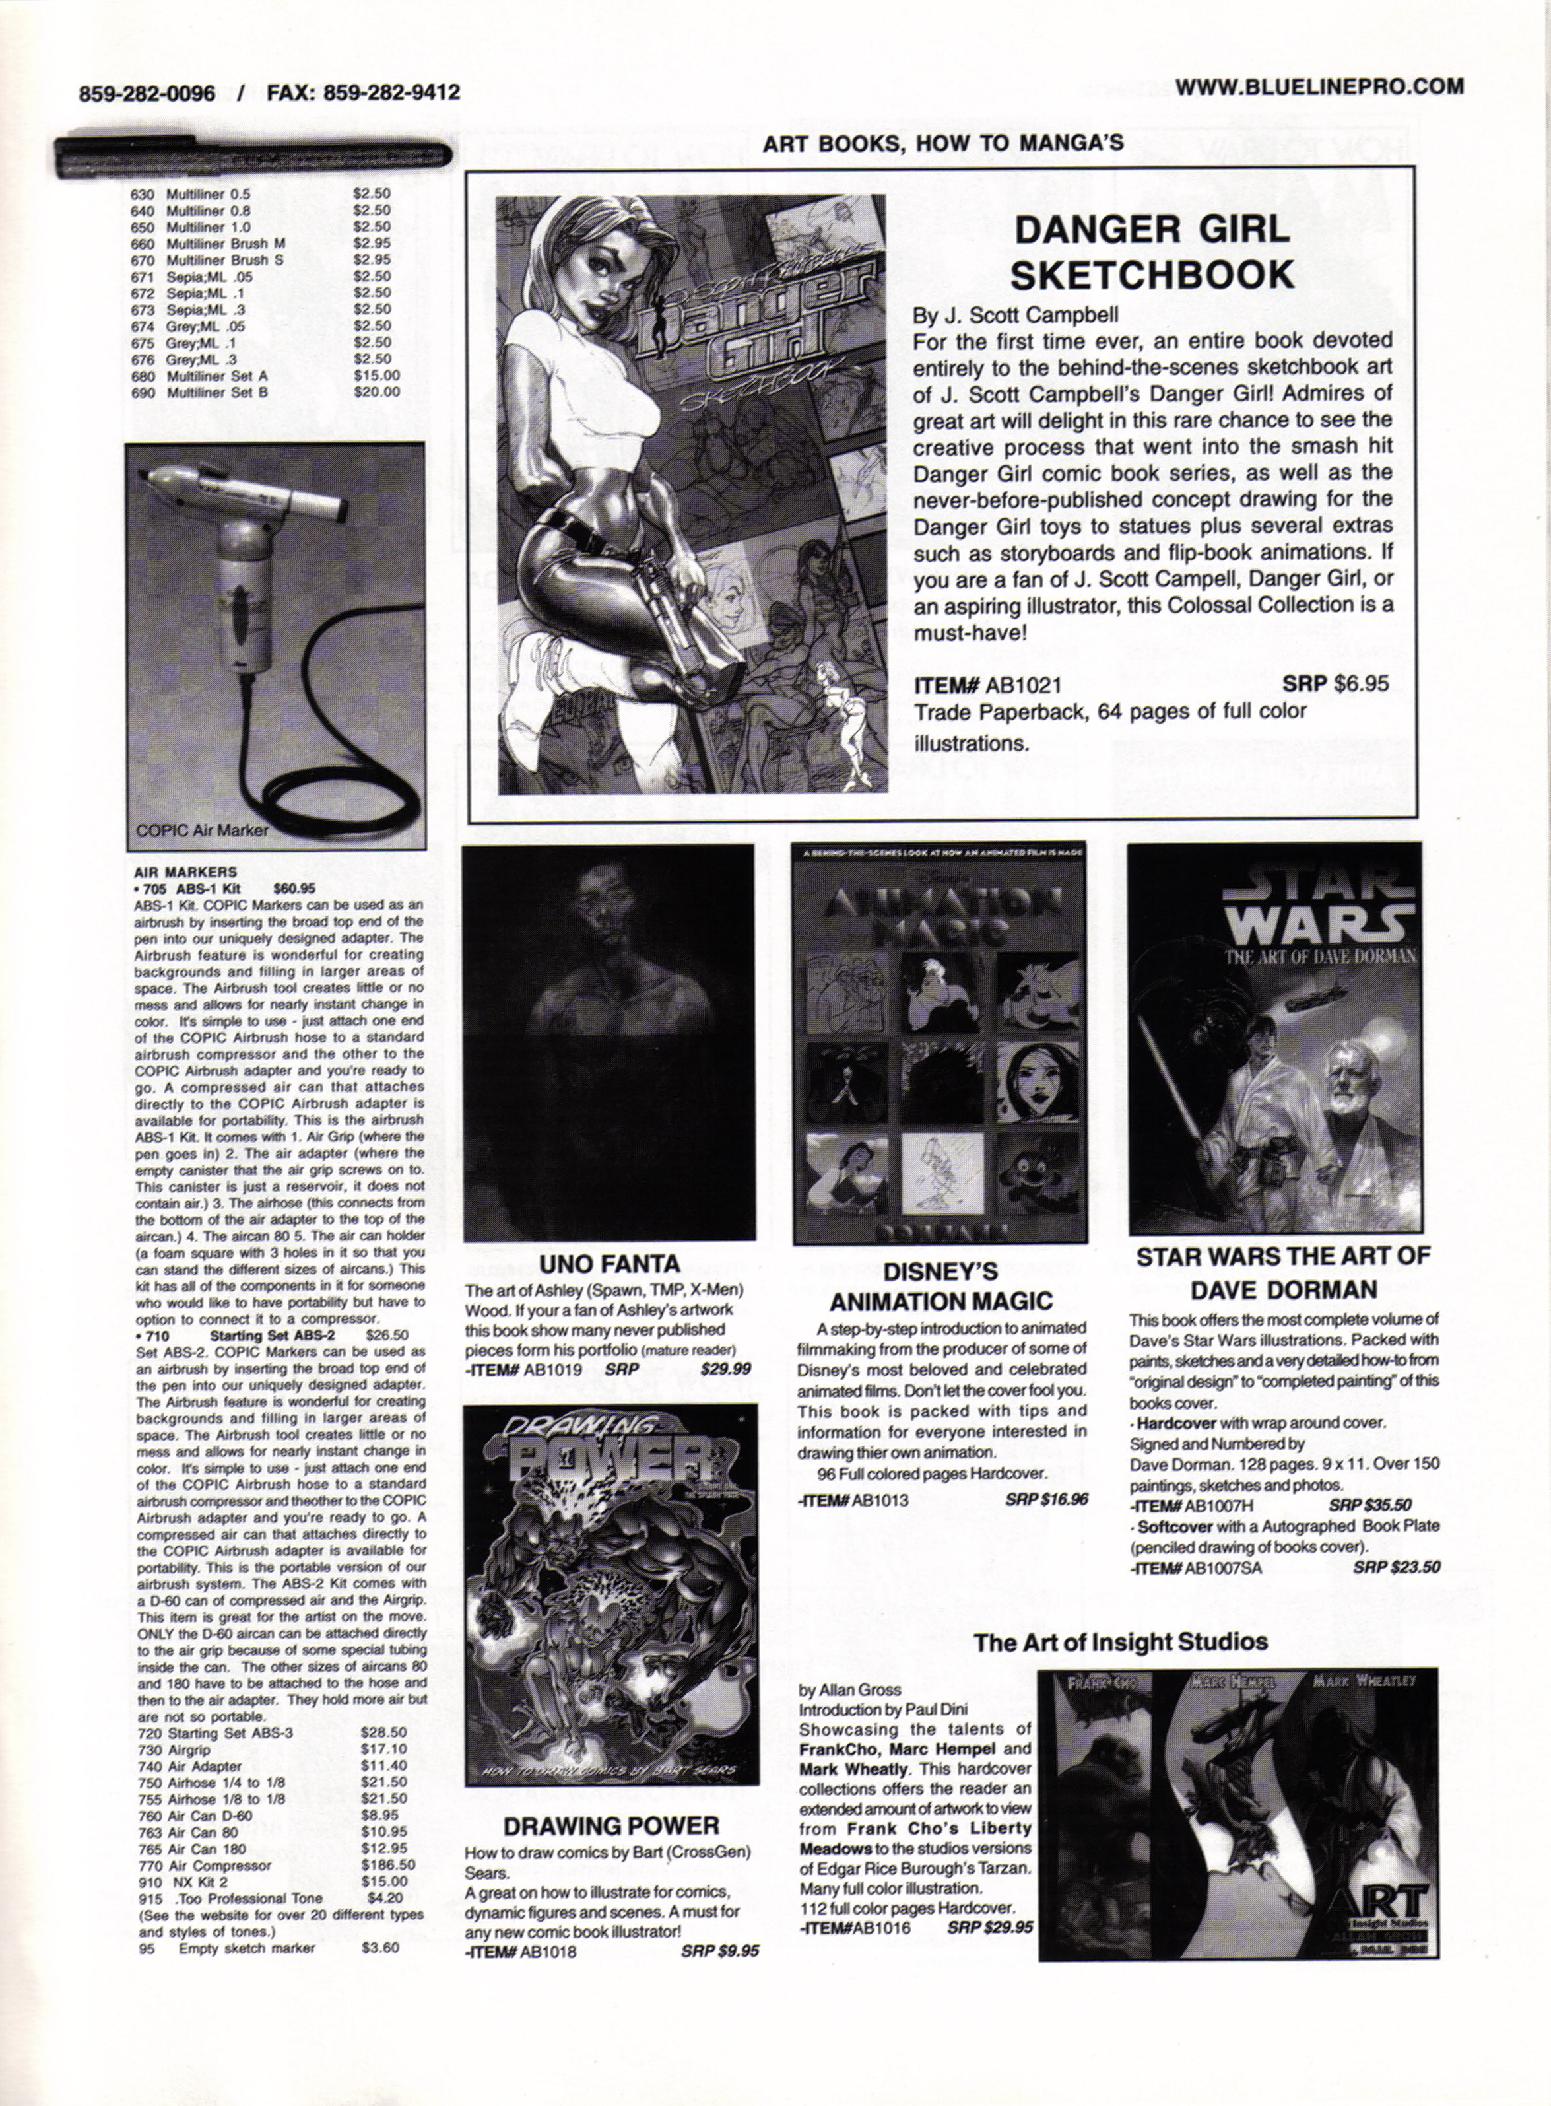 859-282-0096 / FAX: 859-282-9412
WWW.BLUELINEPRO.COM
630 Multiliner 0.5 $2.50
640 Multiliner 0.8 $2.50
650 Multiliner 1.0 $2.50
660 Multiliner Brush M $2.95
670 Multiliner Brush S $2.95
671 Sepia;ML .05 $2.50
672 Sepia;ML .1 $2.50
673 Sepia;ML .3 $2.50
674 Grey;ML .05 $2.50
675 Grey;ML .1 $2.50
676 Grey;ML .3 $2.50
680 Multiliner Set A $15.00
690 Multiliner Set B $20.00
COPIC Air Marker
AIR MARKERS
• 705 ABS-1 Kit $60.95
ABS-1 Kit. COPIC Markers can be used as an
airbrush by inserting the broad top end of the
pen into our uniquely designed adapter. The
Airbrush feature is wonderful for creating
backgrounds and filling in larger areas of
space. The Airbrush tool creates little or no
mess and allows for nearly instant change in
color. It's simple to use - just attach one end
of the COPIC Airbrush hose to a standard
airbrush compressor and the other to the
COPIC Airbrush adapter and you're ready to
go. A compressed air can that attaches
directly to the COPIC Airbrush adapter is
available for portability. This is the airbrush
ABS-1 Kit. It comes with 1. Air Grip (where the
pen goes in) 2. The air adapter (where the
empty canister that the air grip screws on to.
This canister is just a reservoir, it does not
contain air.) 3. The airhose (this connects from
the bottom of the air adapter to the top of the
aircan.) 4. The aircan 80 5. The air can holder
(a foam square with 3 holes in it so that you
can stand the different sizes of aircans.) This
kit has all of the components in it for someone
who would like to have portability but have to
option to connect it to a compressor.
• 710 Starting Set ABS-2 $26.50
Set ABS-2. COPIC Markers can be used as
an airbrush by inserting the broad top end of
the pen into our uniquely designed adapter.
The Airbrush feature is wonderful for creating
backgrounds and filling in larger areas of
space. The Airbrush tool creates little or no
mess and allows for nearly instant change in
color. It's simple to use - just attach one end
of the COPIC Airbrush hose to a standard
airbrush compressor and theother to the COPIC
Airbrush adapter and you're ready to go. A
compressed air can that attaches directly to
the COPIC Airbrush adapter is available for
portability. This is the portable version of our
airbrush system. The ABS-2 Kit comes with
a D-60 can of compressed air and the Airgrip.
This item is great for the artist on the move.
ONLY the D-60 aircan can be attached directly
to the air grip because of some special tubing
inside the can. The other sizes of aircans 80
and 180 have to be attached to the hose and
then to the air adapter. They hold more air but
are not so portable.
720 Starting Set ABS-3 $28.50
730 Airgrip $17.10
740 Air Adapter $11.40
750 Airhose 1/4 to 1/8 $21.50
755 Airhose 1/8 to 1/8 $21.50
760 Air Can D-60 $8.95
763 Air Can 80 $10.95
765 Air Can 180 $12.95
770 Air Compressor $186.50
910 NX Kit 2 $15.00
915 .Too Professional Tone $4.20
(See the website for over 20 different types
and styles of tones.)
95 Empty sketch marker $3.60
ART BOOKS, HOW TO MANGA'S
J. SCOTT CAMPBELL
Danger
Girl
SKETCHBOOK
DANGER GIRL
SKETCHBOOK
By J. Scott Campbell
For the first time ever, an entire book devoted
entirely to the behind-the-scenes sketchbook art
of J. Scott Campbell's Danger Girl! Admires of
great art will delight in this rare chance to see the
creative process that went into the smash hit
Danger Girl comic book series, as well as the
never-before-published concept drawing for the
Danger Girl toys to statues plus several extras
such as storyboards and flip-book animations. If
you are a fan of J. Scott Campell, Danger Girl, or
an aspiring illustrator, this Colossal Collection is a
must-have!
ITEM# AB1021 SRP $6.95
Trade Paperback, 64 pages of full color
illustrations.
UNO FANTA
The art of Ashley (Spawn, TMP, X-Men)
Wood. If your a fan of Ashley's artwork
this book show many never published
pieces form his portfolio (mature reader)
-ITEM# AB1019 SRP $29.99
DRAWING
POWER
HOW TO DRAW COMICS BY BART SEARS
DRAWING POWER
How to draw comics by Bart (CrossGen)
Sears.
A great on how to illustrate for comics,
dynamic figures and scenes. A must for
any new comic book illustrator!
-ITEM# AB1018 SRP $9.95
A BEHIND-THE-SCENES LOOK AT HOW AN ANIMATED FILM IS MADE
Disney's
ANIMATION
MAGIC
DON HAHN
DISNEY'S
ANIMATION MAGIC
A step-by-step introduction to animated
filmmaking from the producer of some of
Disney's most beloved and celebrated
animated films. Don't let the cover fool you.
This book is packed with tips and
information for everyone interested in
drawing thier own animation.
96 Full colored pages Hardcover.
-ITEM# AB1013 SRP $16.96
STAR
WARS
THE ART OF DAVE DORMAN
STAR WARS THE ART OF
DAVE DORMAN
This book offers the most complete volume of
Dave's Star Wars illustrations. Packed with
paints, sketches and a very detailed how-to from
"original design" to "completed painting" of this
books cover.
· Hardcover with wrap around cover.
Signed and Numbered by
Dave Dorman. 128 pages. 9 x 11. Over 150
paintings, sketches and photos.
-ITEM# AB1007H SRP $35.50
· Softcover with a Autographed Book Plate
(penciled drawing of books cover).
-ITEM# AB1007SA SRP $23.50
The Art of Insight Studios
by Allan Gross
Introduction by Paul Dini
Showcasing the talents of
FrankCho, Marc Hempel and
Mark Wheatly. This hardcover
collections offers the reader an
extended amount of artwork to view
from Frank Cho's Liberty
Meadows to the studios versions
of Edgar Rice Burough's Tarzan.
Many full color illustration.
112 full color pages Hardcover.
-ITEM#AB1016 SRP $29.95
FRANK CHO MARC HEMPEL MARK WHEATLEY
ART
Insight Studios
ALLAN GROSS
PAUL DINI